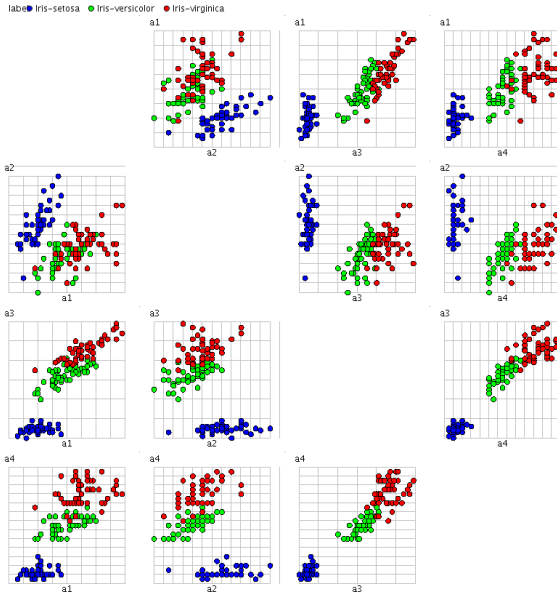 label Iris-setosa Iris-versicolor Iris-virginica
a1 a1 a1
a2 a3 a4
a2 a2 a2
a1 a3 a4
a3 a3 a3
a1 a2 a4
a4 a4 a4
a1 a2 a3